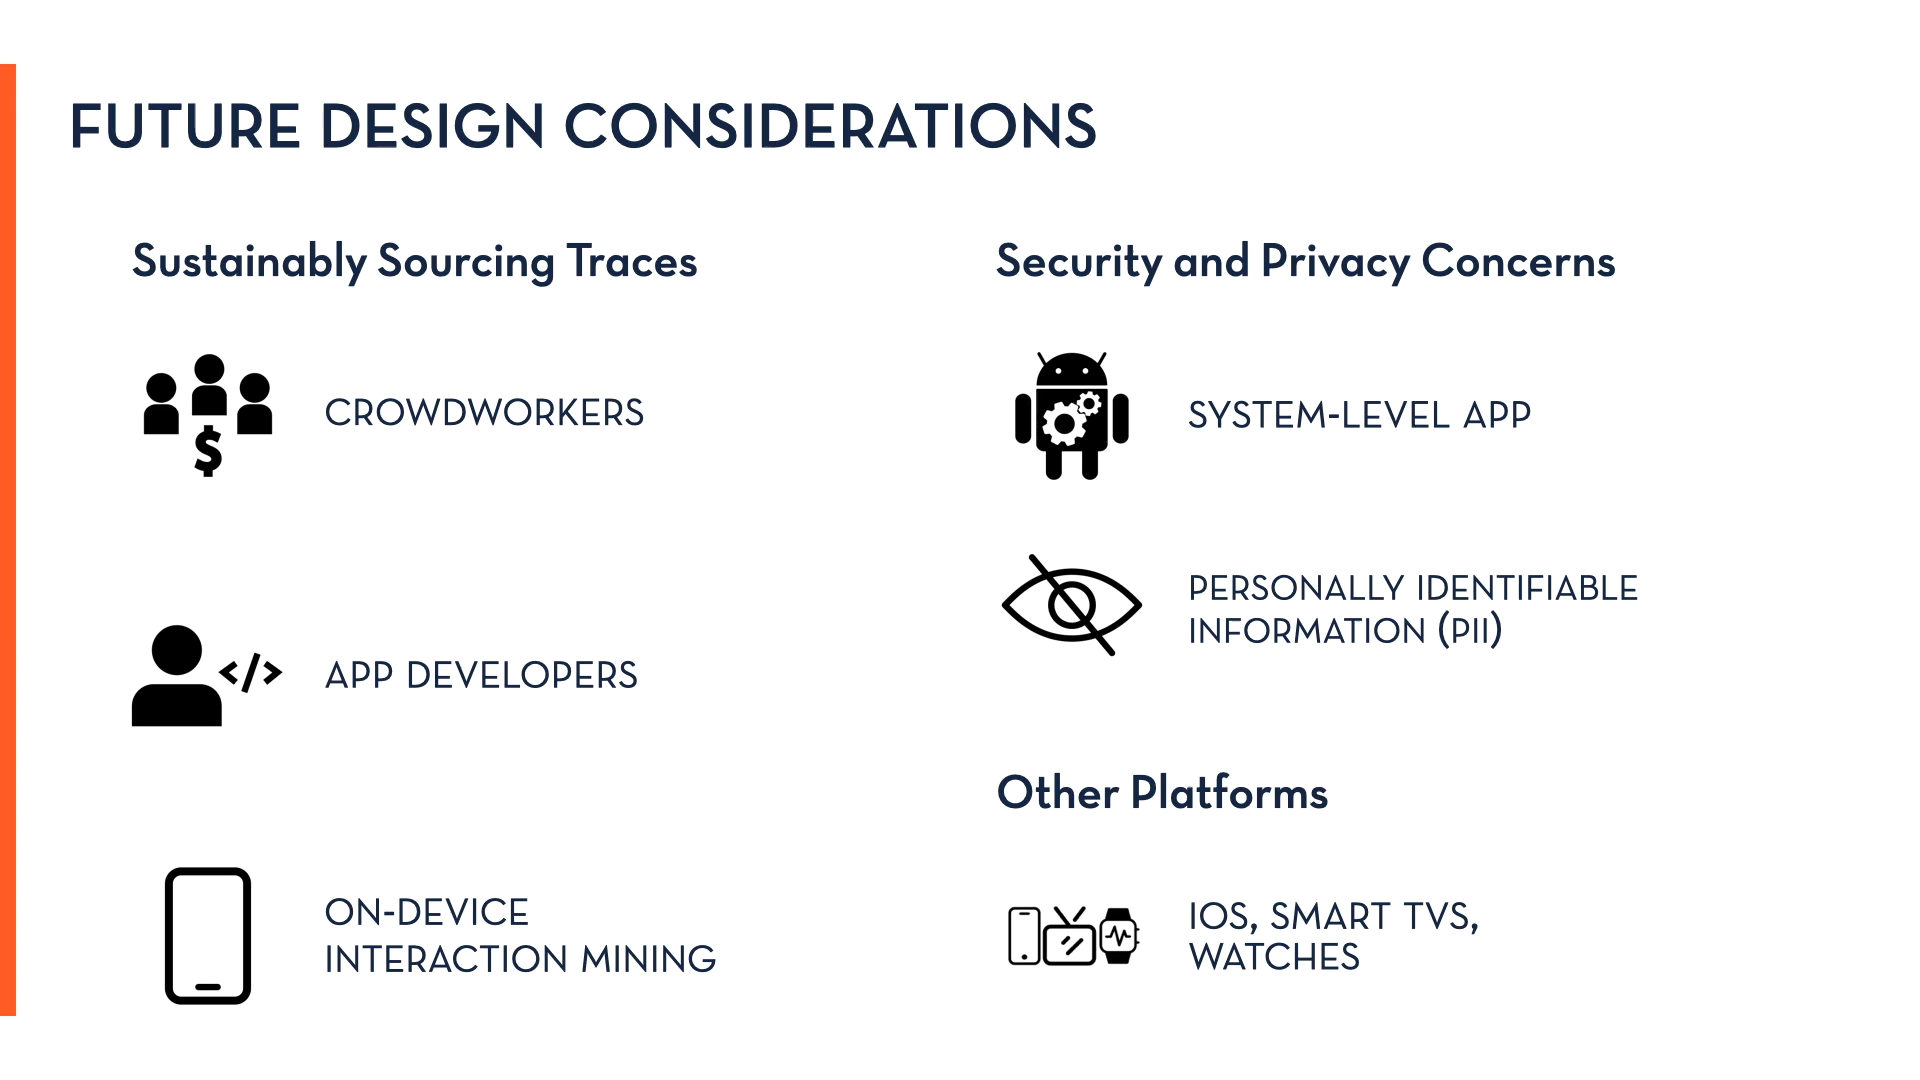 FUTURE DESIGN CONSIDERATIONS
Sustainably Sourcing Traces
$
CROWDWORKERS
</>
APP DEVELOPERS
ON-DEVICE
INTERACTION MINING
Security and Privacy Concerns
SYSTEM-LEVEL APP
PERSONALLY IDENTIFIABLE
INFORMATION (PII)
Other Platforms
IOS, SMART TVS,
WATCHES